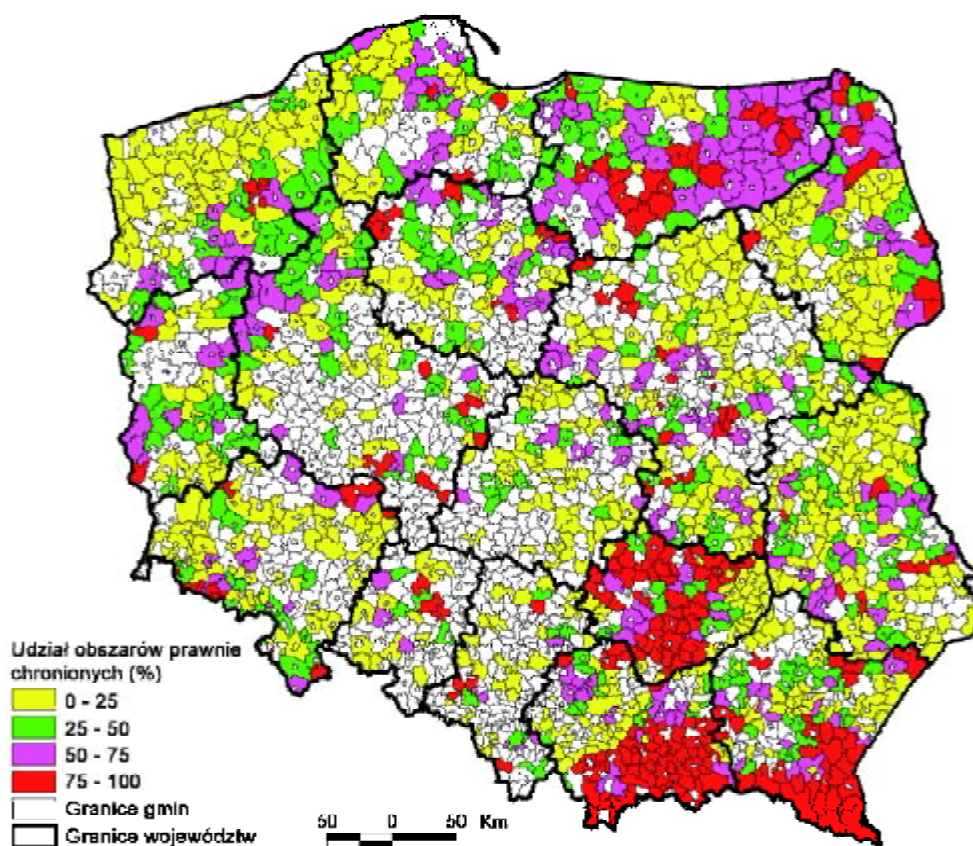 Udział obszarów prawnie
chronionych (%)
0 - 25
25 - 50
50 - 75
75 - 100
Granice gmin
Granice województw
50 0 50 Km